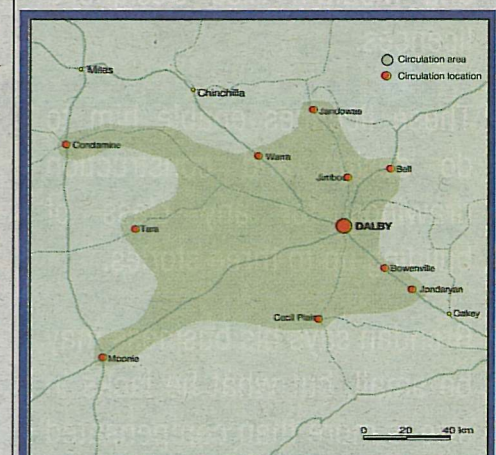 Circulation area
Circulation location
Miles
Chinchilla
Jandowae
Condamine
Warra
Jimbour
Bell
DALBY
Tara
Bowenville
Jondaryan
Cecil Plains
Oakey
Moonie
0 20 40 km